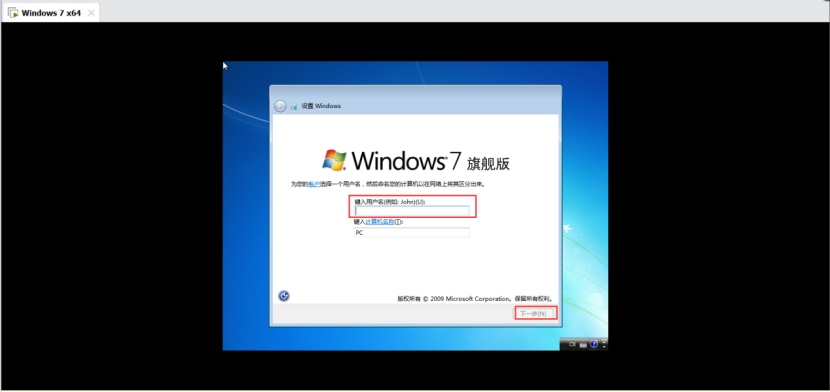 Windows 7 x64
设置 Windows
Windows 7 旗舰版
为您的帐户选择一个用户名，然后命名您的计算机以在网络上将其区分出来。
键入用户名(例如: John)(U):
键入计算机名称(T):
PC
版权所有 © 2009 Microsoft Corporation。保留所有权利。
下一步(N)
CH